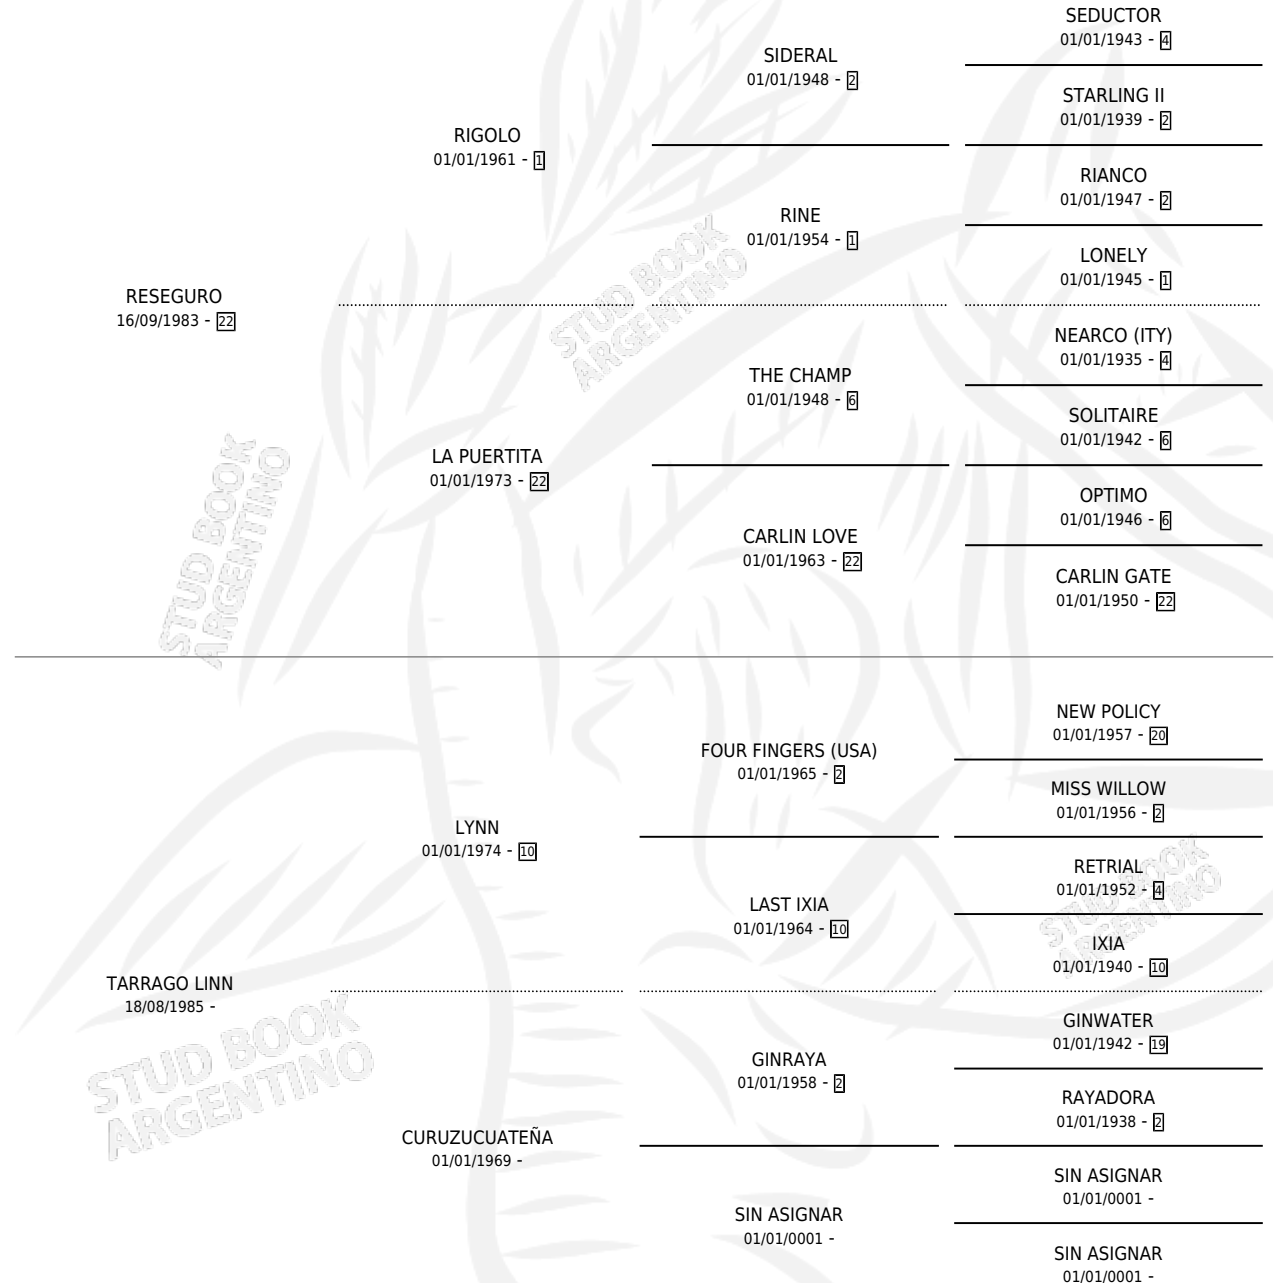 SEDUCTOR
01/01/1943 - 4
SIDERAL
01/01/1948 - 2
STARLING II
01/01/1939 - 2
RIGOLO
01/01/1961 - 1
RIANCO
01/01/1947 - 2
RINE
01/01/1954 - 1
LONELY
01/01/1945 - 1
RESEGURO
16/09/1983 - 22
NEARCO (ITY)
01/01/1935 - 4
THE CHAMP
01/01/1948 - 6
SOLITAIRE
01/01/1942 - 6
LA PUERTITA
01/01/1973 - 22
OPTIMO
01/01/1946 - 6
CARLIN LOVE
01/01/1963 - 22
CARLIN GATE
01/01/1950 - 22
STUD BOOK
ARGENTINO
STUD BOOK
ARGENTINO
NEW POLICY
01/01/1957 - 20
FOUR FINGERS (USA)
01/01/1965 - 2
MISS WILLOW
01/01/1956 - 2
LYNN
01/01/1974 - 10
RETRIAL
01/01/1952 - 4
LAST IXIA
01/01/1964 - 10
IXIA
01/01/1940 - 10
TARRAGO LINN
18/08/1985 -
GINWATER
01/01/1942 - 19
GINRAYA
01/01/1958 - 2
RAYADORA
01/01/1938 - 2
CURUZUCUATEÑA
01/01/1969 -
SIN ASIGNAR
01/01/0001 -
SIN ASIGNAR
01/01/0001 -
SIN ASIGNAR
01/01/0001 -
STUD BOOK
ARGENTINO
STUD BOOK
ARGENTINO